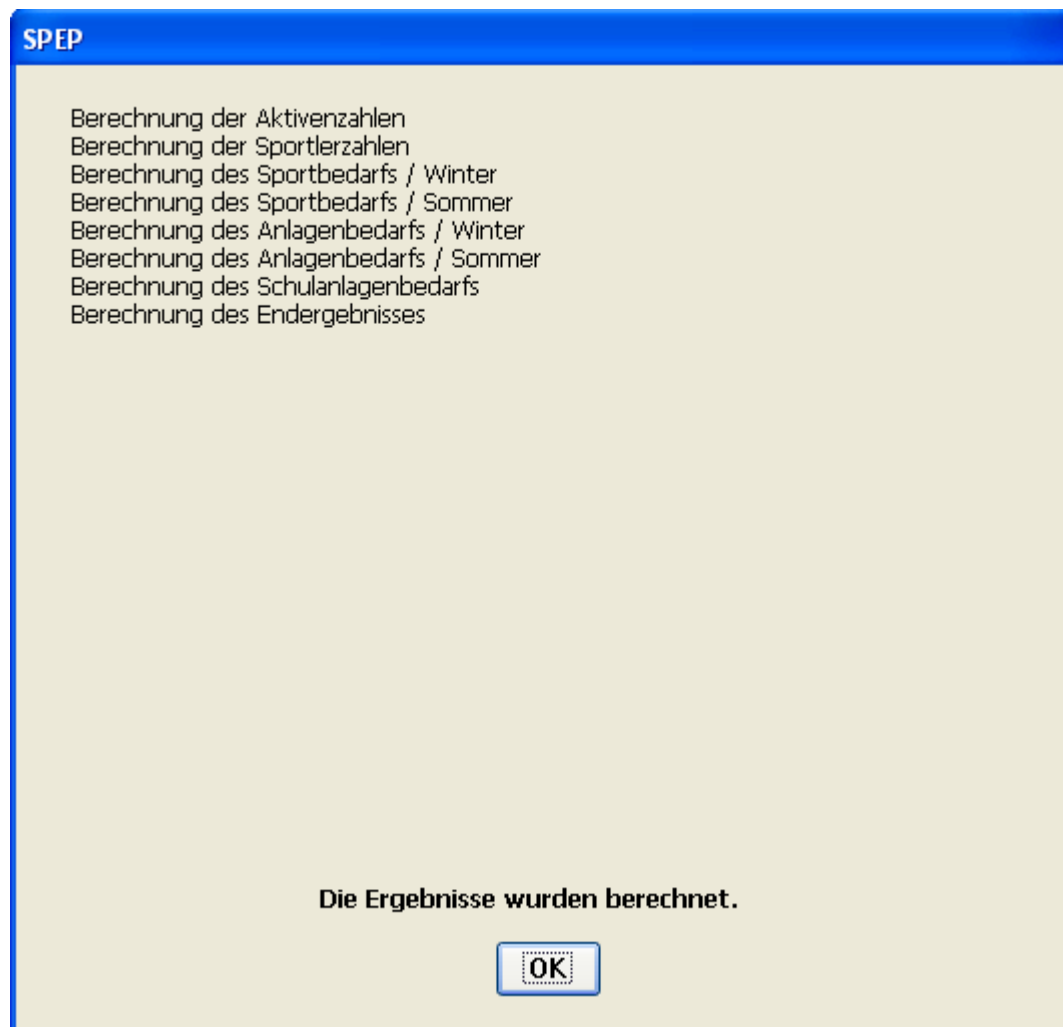 SPEP
Berechnung der Aktivenzahlen
Berechnung der Sportlerzahlen
Berechnung des Sportbedarfs / Winter
Berechnung des Sportbedarfs / Sommer
Berechnung des Anlagenbedarfs / Winter
Berechnung des Anlagenbedarfs / Sommer
Berechnung des Schulanlagenbedarfs
Berechnung des Endergebnisses
Die Ergebnisse wurden berechnet.
OK